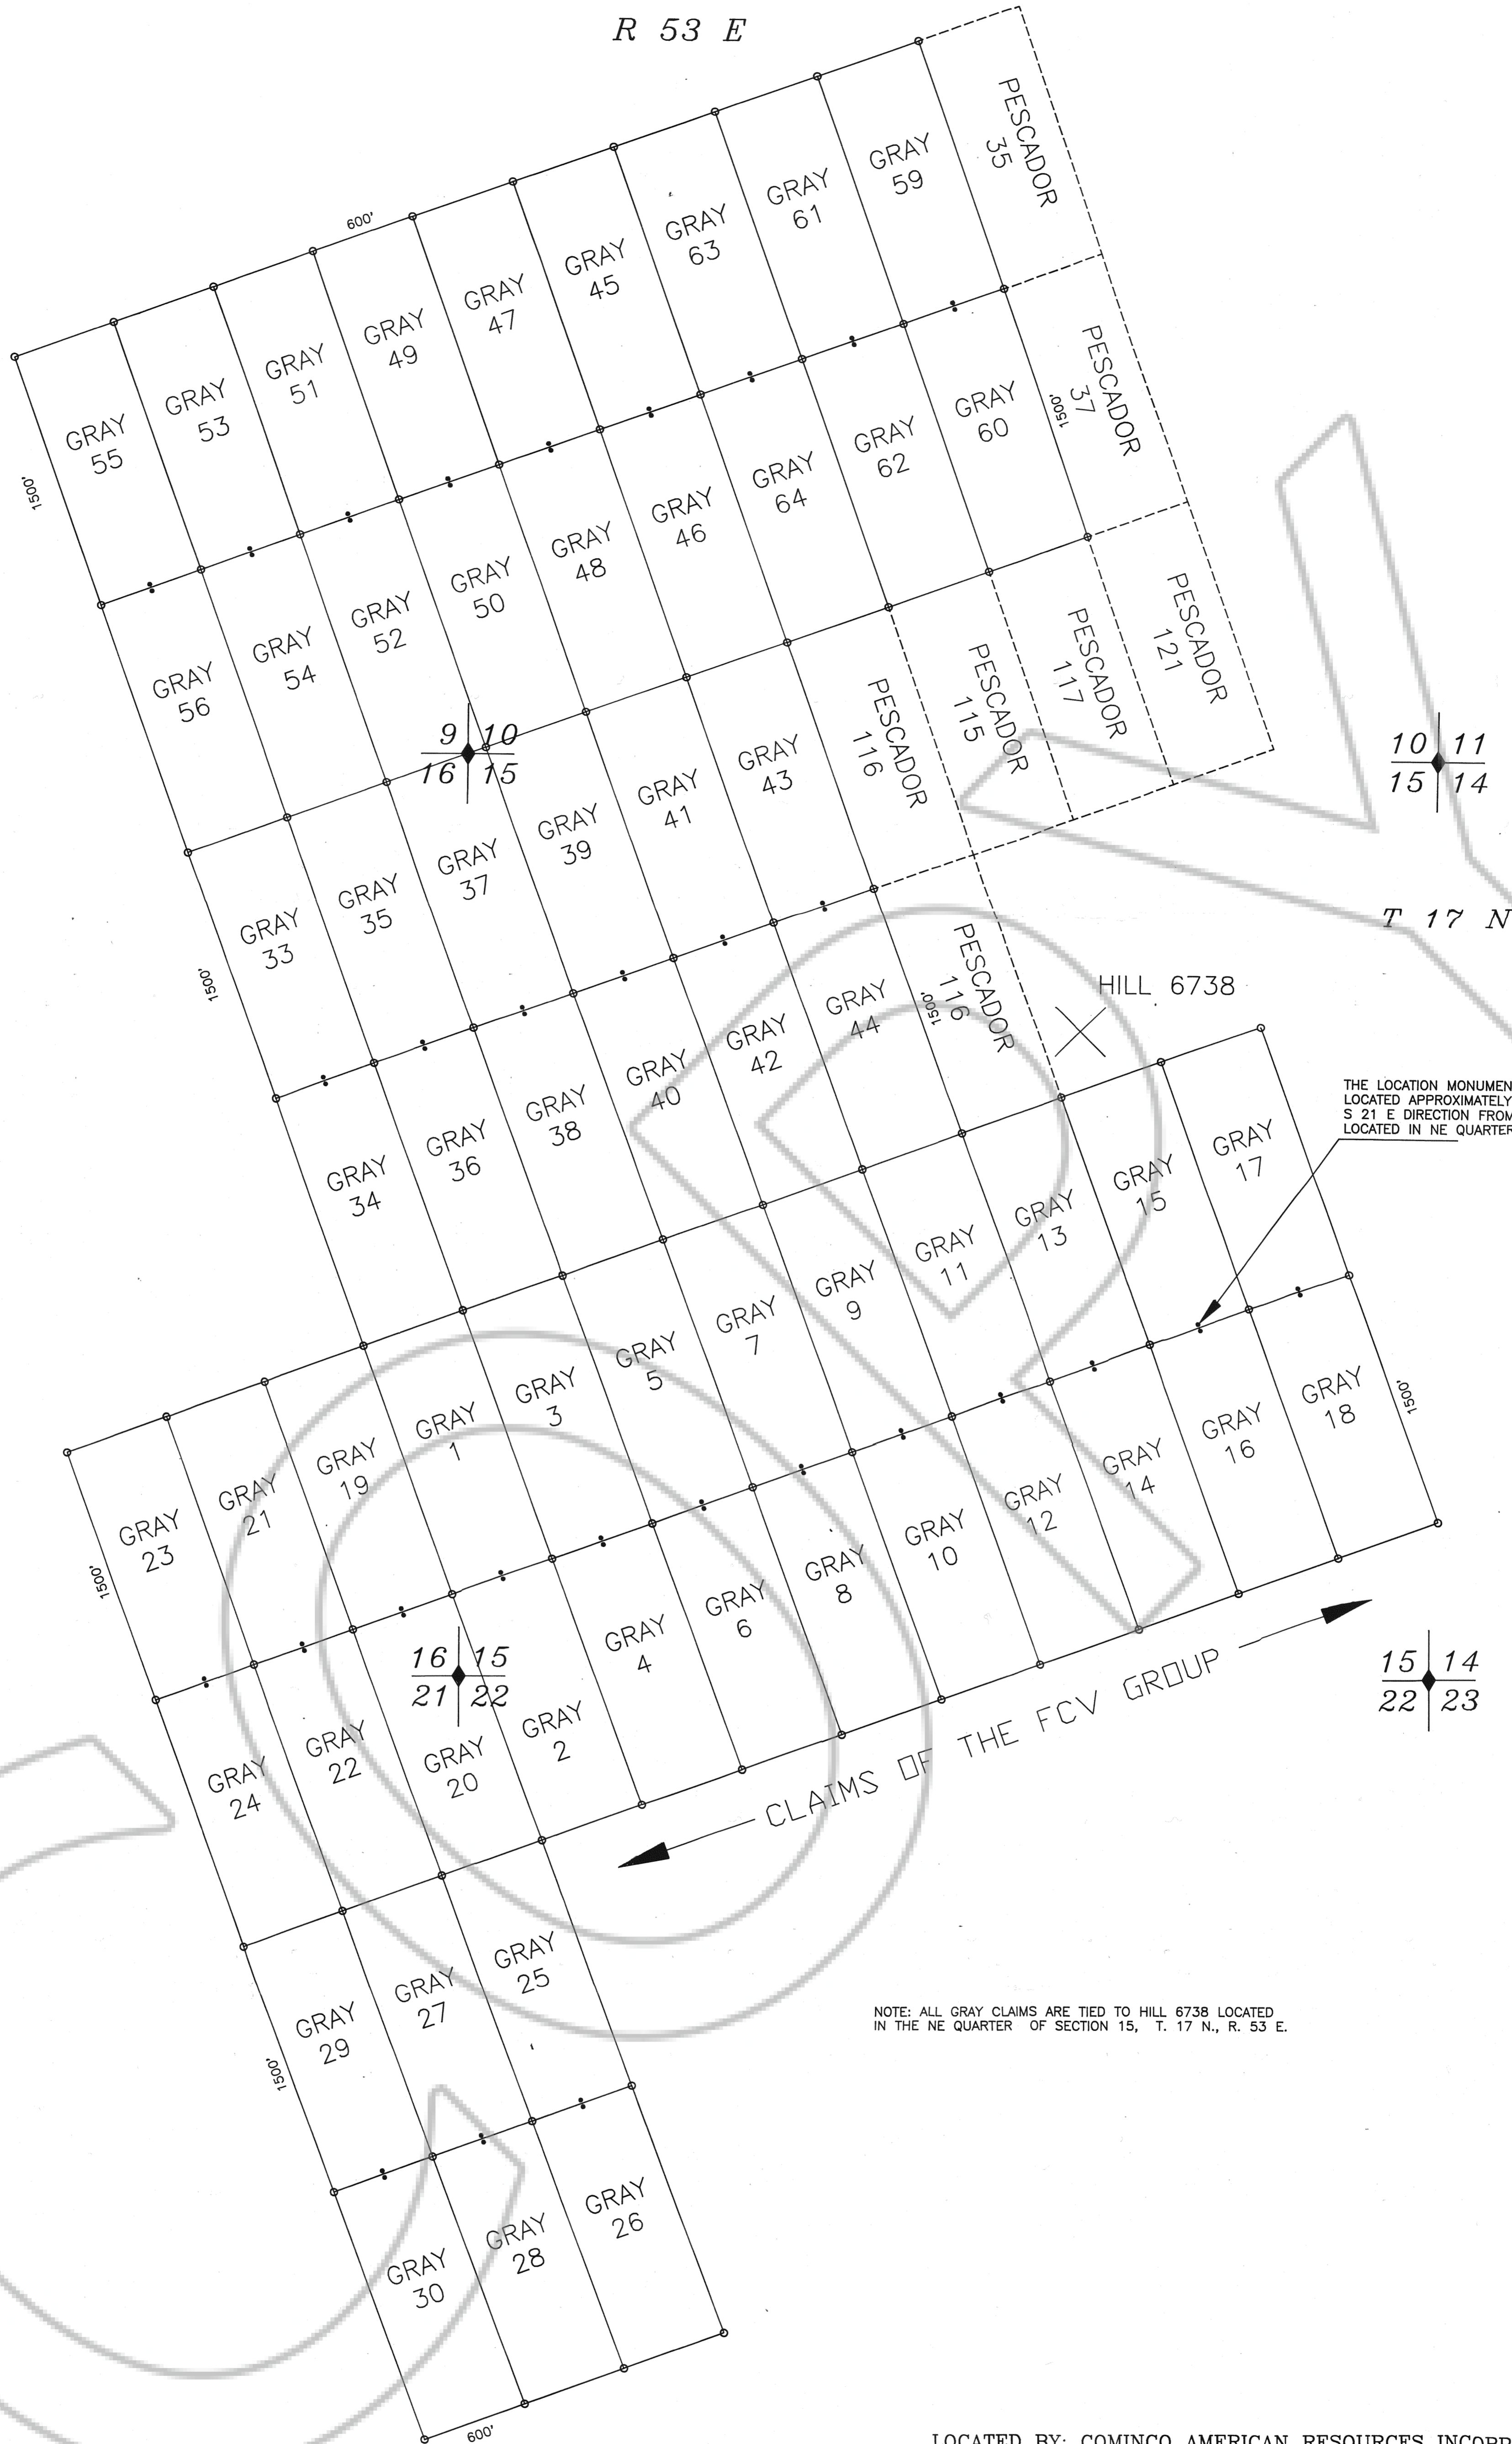 R 53 E
PESCADOR
35
GRAY
59
GRAY
61
GRAY
63
GRAY
45
GRAY
47
GRAY
49
GRAY
51
GRAY
53
GRAY
55
600'
1500'
PESCADOR
37
1500'
GRAY
60
GRAY
62
GRAY
64
GRAY
46
GRAY
48
GRAY
50
GRAY
52
GRAY
54
GRAY
56
PESCADOR
121
PESCADOR
117
PESCADOR
115
PESCADOR
116
9 10
16 15
10 11
15 14
GRAY
43
GRAY
41
GRAY
39
GRAY
37
GRAY
35
GRAY
33
1500'
T 17 N
PESCADOR
116
1500'
HILL 6738
GRAY
44
GRAY
42
GRAY
40
GRAY
38
GRAY
36
GRAY
34
THE LOCATION MONUMEN
LOCATED APPROXIMATELY
S 21 E DIRECTION FROM
LOCATED IN NE QUARTER
GRAY
17
GRAY
15
GRAY
13
GRAY
11
GRAY
9
GRAY
7
GRAY
5
GRAY
3
GRAY
1
GRAY
19
GRAY
21
GRAY
23
1500'
1500'
GRAY
18
GRAY
16
GRAY
14
GRAY
12
GRAY
10
GRAY
8
GRAY
6
GRAY
4
GRAY
2
GRAY
20
GRAY
22
GRAY
24
16 15
21 22
15 14
22 23
CLAIMS OF THE FCV GROUP
GRAY
25
GRAY
27
GRAY
29
1500'
NOTE: ALL GRAY CLAIMS ARE TIED TO HILL 6738 LOCATED
IN THE NE QUARTER OF SECTION 15, T. 17 N., R. 53 E.
GRAY
26
GRAY
28
GRAY
30
600'
LOCATED BY: COMINCO AMERICAN RESOURCES INCORP